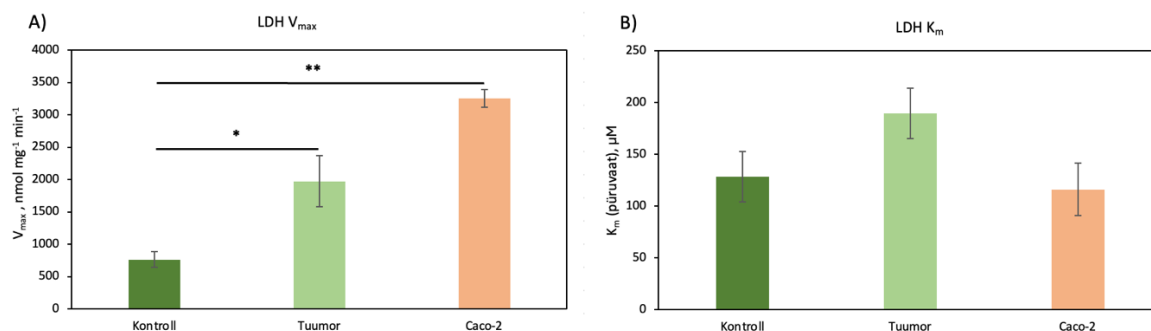 A)
LDH Vmax
Vmax , nmol mg⁻¹ min⁻¹
4000
3500
3000
2500
2000
1500
1000
500
0
**
*
Kontroll Tuumor Caco-2
B)
LDH Km
Km (püruvaat), µM
250
200
150
100
50
0
Kontroll Tuumor Caco-2